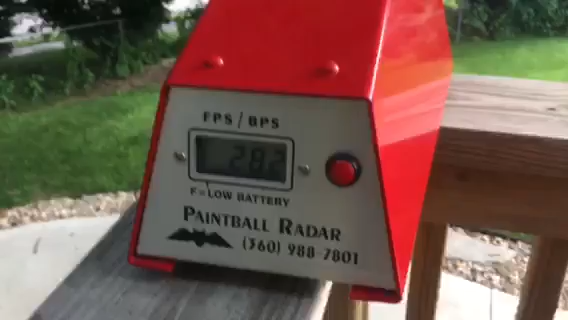 FPS/BPS
282
F=LOW BATTERY
PAINTBALL RADAR
(360) 988-7801